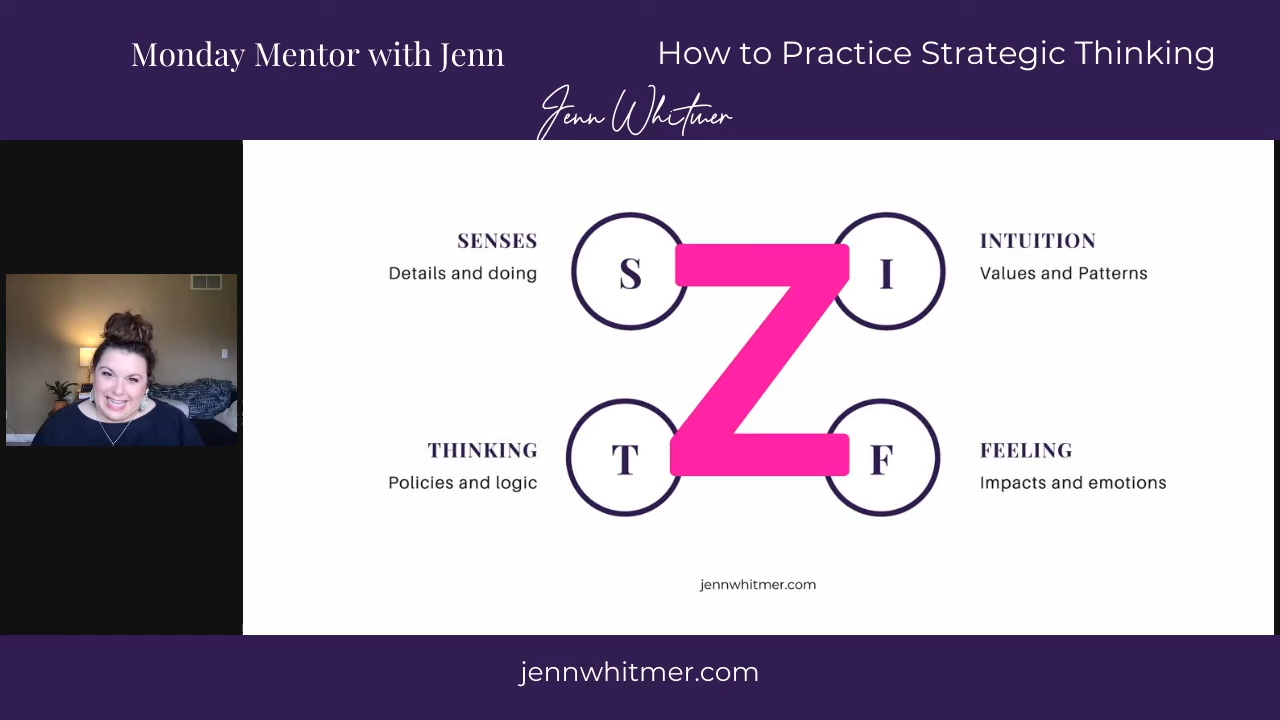 Monday Mentor with Jenn
How to Practice Strategic Thinking
Jenn Whitmer
SENSES
Details and doing
S
Z
I
INTUITION
Values and Patterns
THINKING
Policies and logic
T
F
FEELING
Impacts and emotions
jennwhitmer.com
jennwhitmer.com